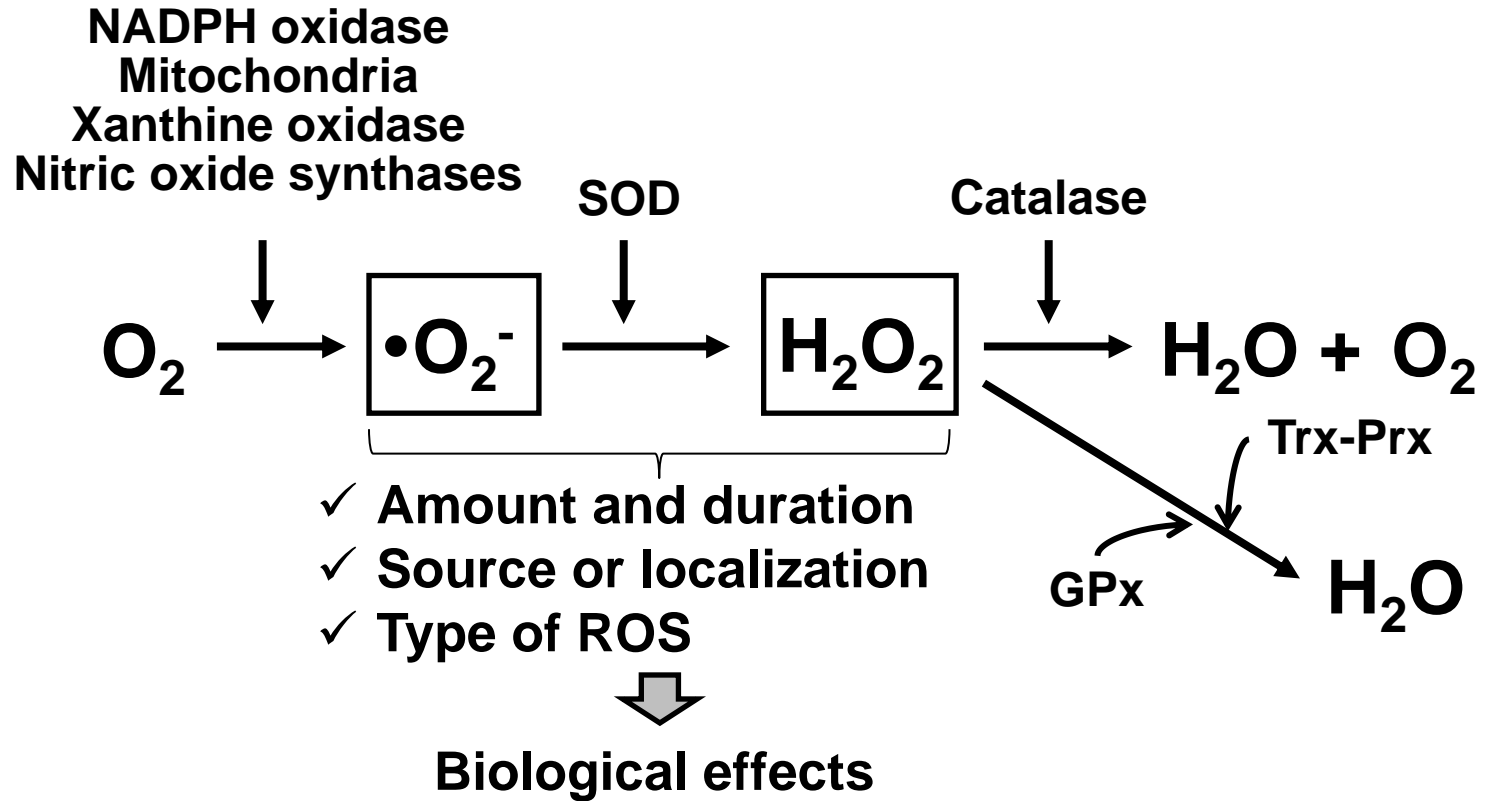 NADPH oxidase
Mitochondria
Xanthine oxidase
Nitric oxide synthases
SOD
Catalase
O₂
•O₂⁻
H₂O₂
H₂O + O₂
Trx-Prx
GPx
H₂O
✓ Amount and duration
✓ Source or localization
✓ Type of ROS
Biological effects